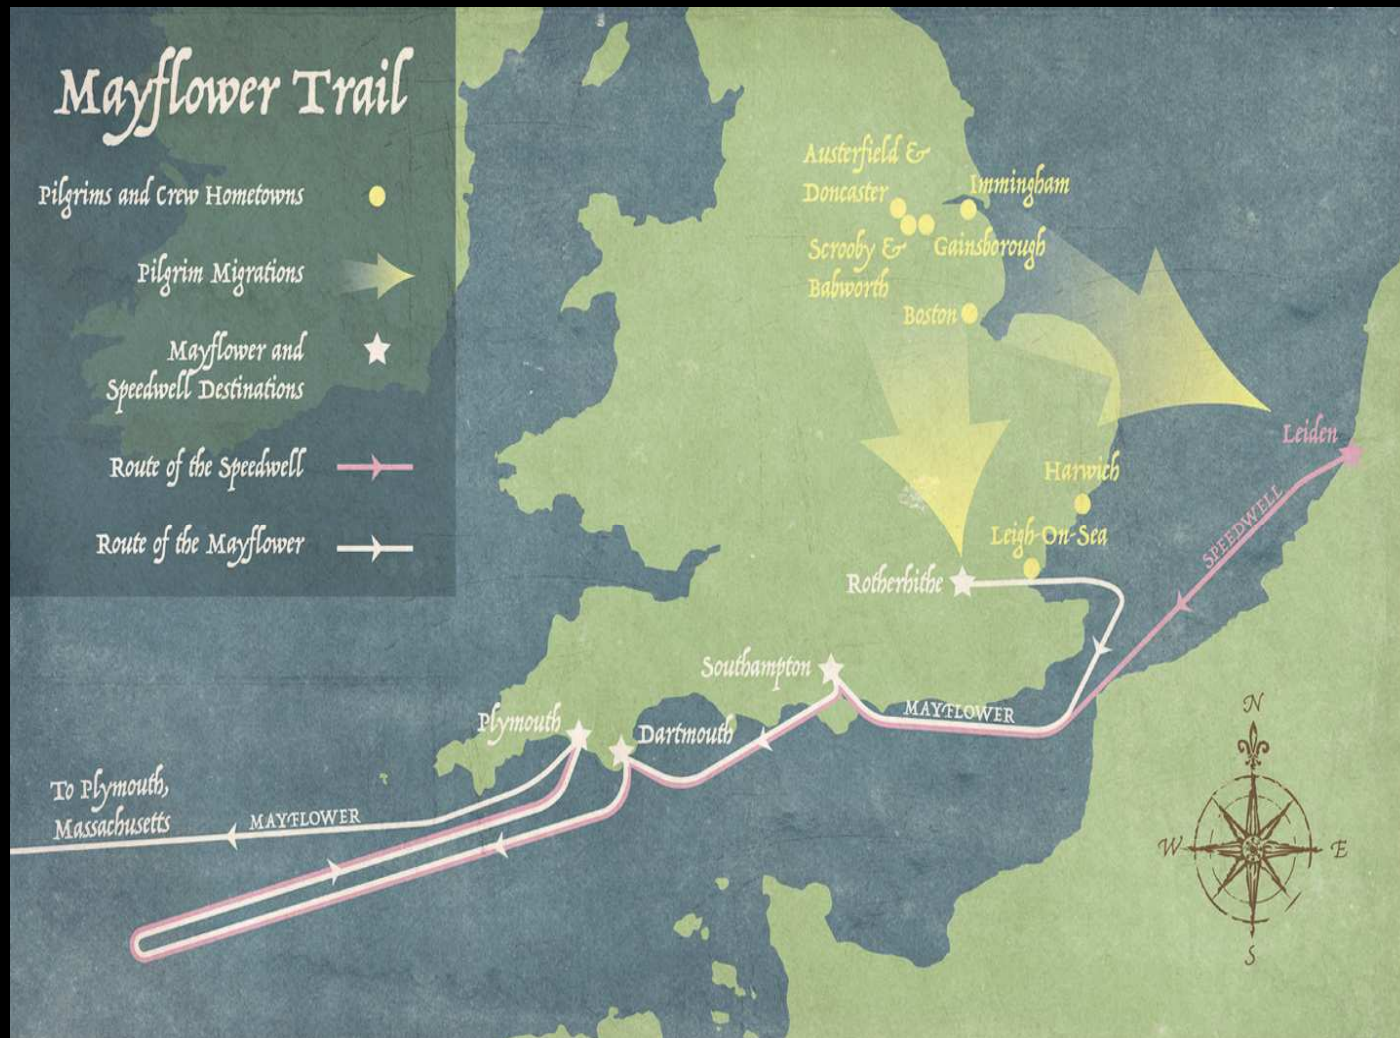 Mayflower Trail
Pilgrims and Crew Hometowns
Pilgrim Migrations
Mayflower and
Speedwell Destinations
Route of the Speedwell
Route of the Mayflower
Austerfield &
Doncaster
Immingham
Scrooby &
Babworth
Gainsborough
Boston
Leiden
Harwich
Leigh-On-Sea
SPEEDWELL
Rotherhithe
Southampton
MAYFLOWER
Plymouth
Dartmouth
To Plymouth,
Massachusetts
MAYFLOWER
N
W
E
S